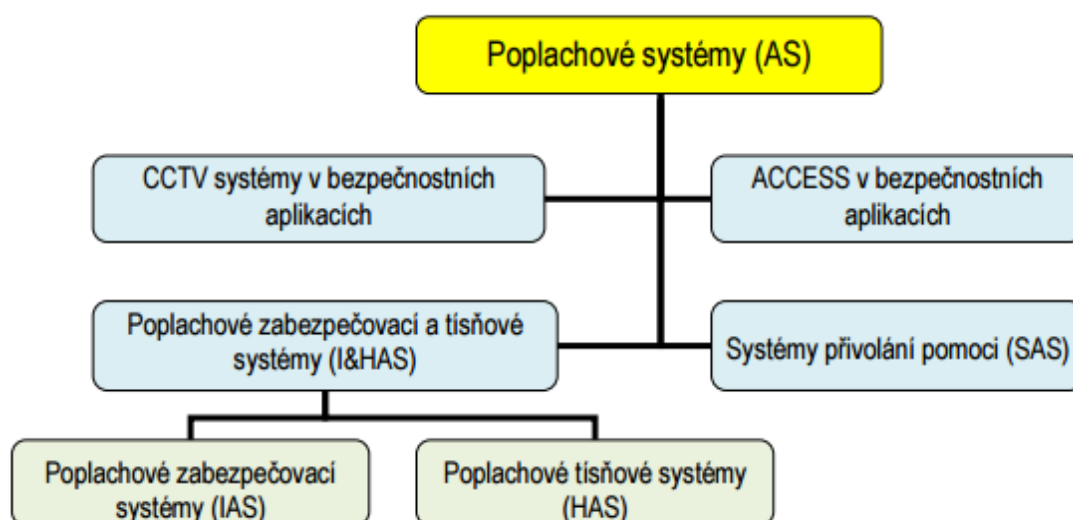 Poplachové systémy (AS)
CCTV systémy v bezpečnostních
aplikacích
ACCESS v bezpečnostních
aplikacích
Poplachové zabezpečovací a tísňové
systémy (I&HAS)
Systémy přivolání pomoci (SAS)
Poplachové zabezpečovací
systémy (IAS)
Poplachové tísňové systémy
(HAS)